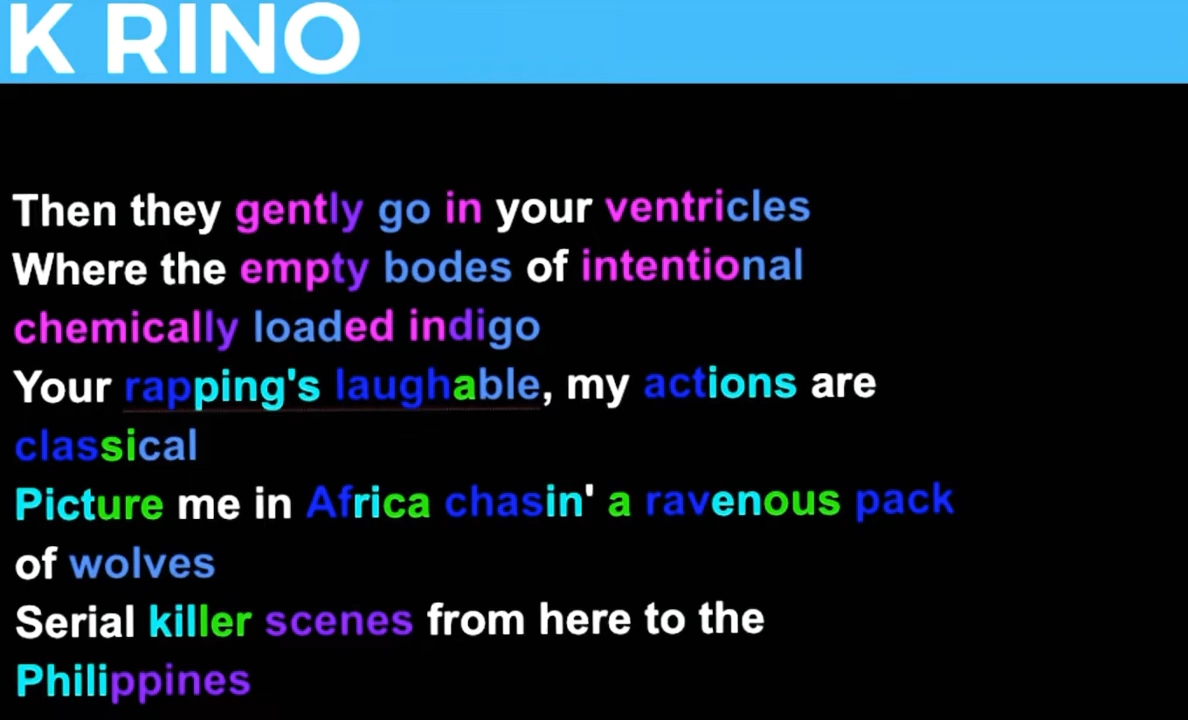 K RINO
Then they gently go in your ventricles
Where the empty bodes of intentional
chemically loaded indigo
Your rapping's laughable, my actions are
classical
Picture me in Africa chasin' a ravenous pack
of wolves
Serial killer scenes from here to the
Philippines